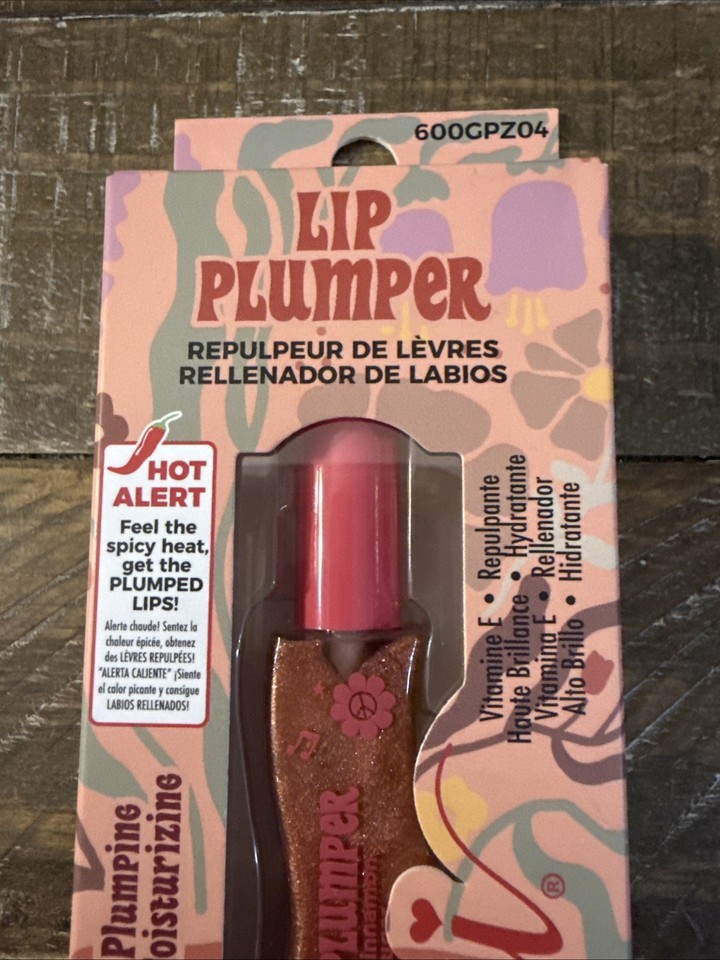 600GPZ04
LIP
PLUMPER
REPULPEUR DE LÈVRES
RELLENADOR DE LABIOS
HOT
ALERT
Feel the
spicy heat,
get the
PLUMPED
LIPS!
Alerte chaude! Sentez la
chaleur épicée, obtenez
des LÈVRES REPULPÉES!
"ALERTA CALIENTE" ¡Siente
el calor picante y consigue
LABIOS RELLENADOS!
Vitamine E • Repulpante
Haute Brillance • Hydratante
Vitamina E • Rellenador
Alto Brillo • Hidratante
Plumping
oisturizing
PLUMPER
innamon
i®